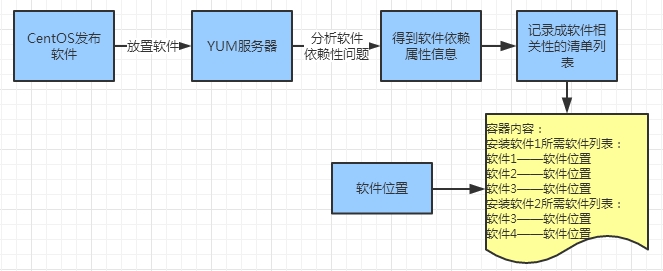 CentOS发布
软件
放置软件
YUM服务器
分析软件
依赖性问题
得到软件依赖
属性信息
记录成软件相
关性的清单列
表
容器内容：
安装软件1所需软件列表：
软件1——软件位置
软件2——软件位置
软件3——软件位置
安装软件2所需软件列表：
软件3——软件位置
软件4——软件位置
软件位置